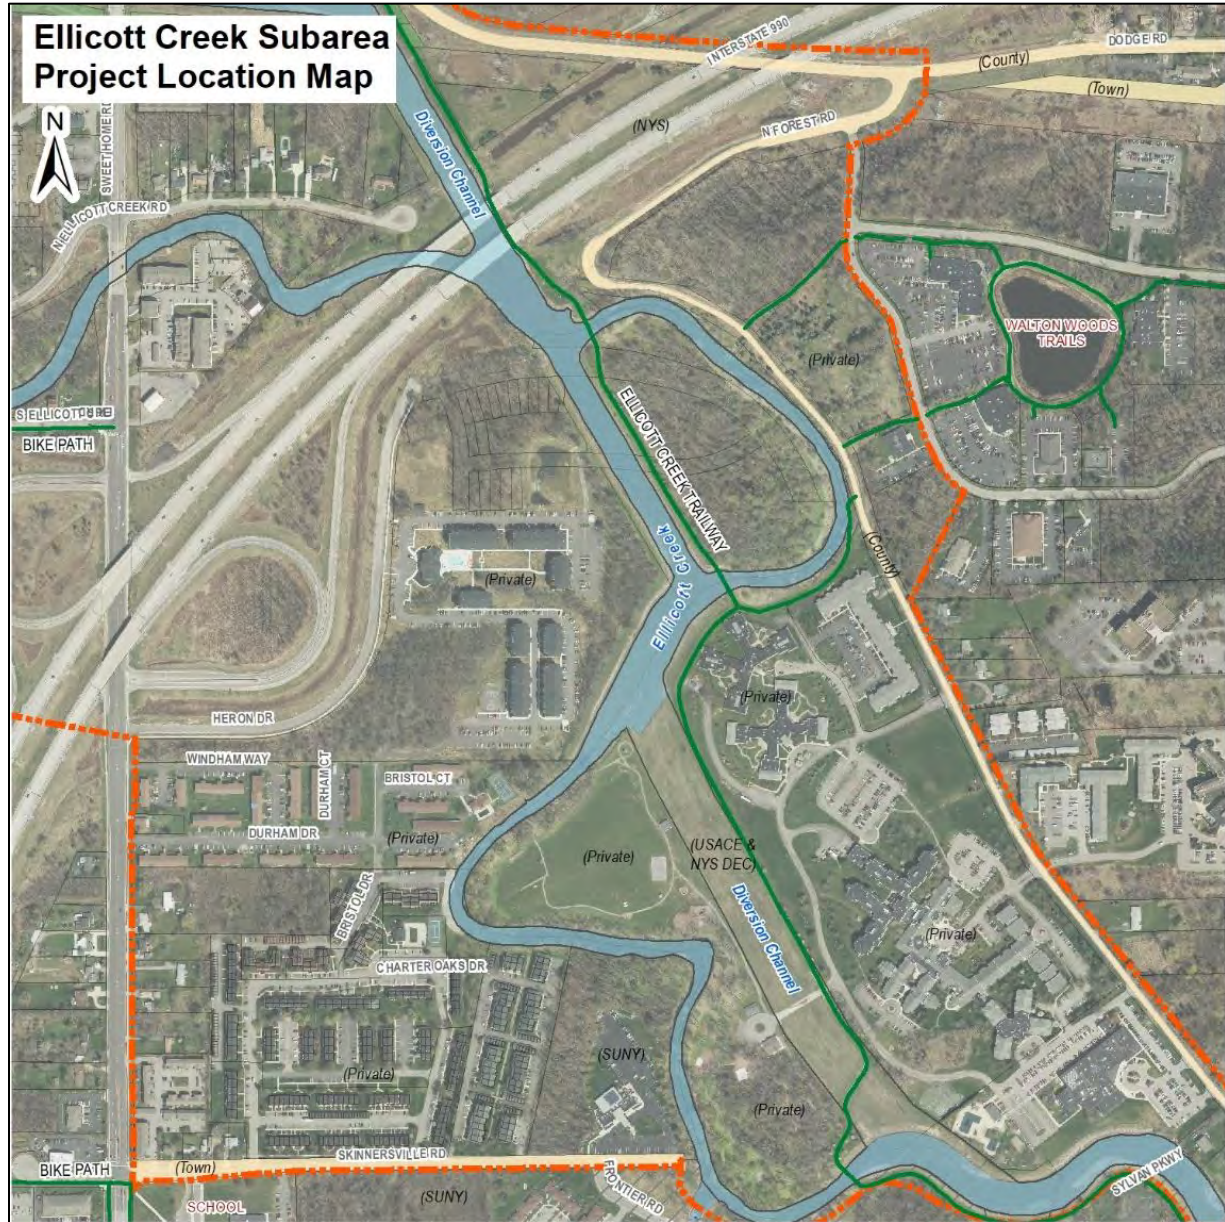 Ellicott Creek Subarea
Project Location Map
N
INTERSTATE 990
DODGE RD
(County)
(Town)
SWEET HOME RD
Diversion Channel
(NYS)
N FOREST RD
N ELLICOTT CREEK RD
WALTON WOODS
TRAILS
(Private)
BIKE PATH
ELLICOTT CREEK TRAILWAY
Ellicott Creek
(County)
(Private)
(Private)
HERON DR
WINDHAM WAY
DURHAM CT
BRISTOL CT
DURHAM DR
(Private)
(Private)
(USACE &
NYS DEC)
BRISTOL DR
Diversion Channel
(Private)
CHARTER OAKS DR
(SUNY)
(Private)
(Private)
SKINNERSVILLE RD
BIKE PATH
(Town)
FRONTIER RD
SYLVAN PKWY
(SUNY)
SCHOOL